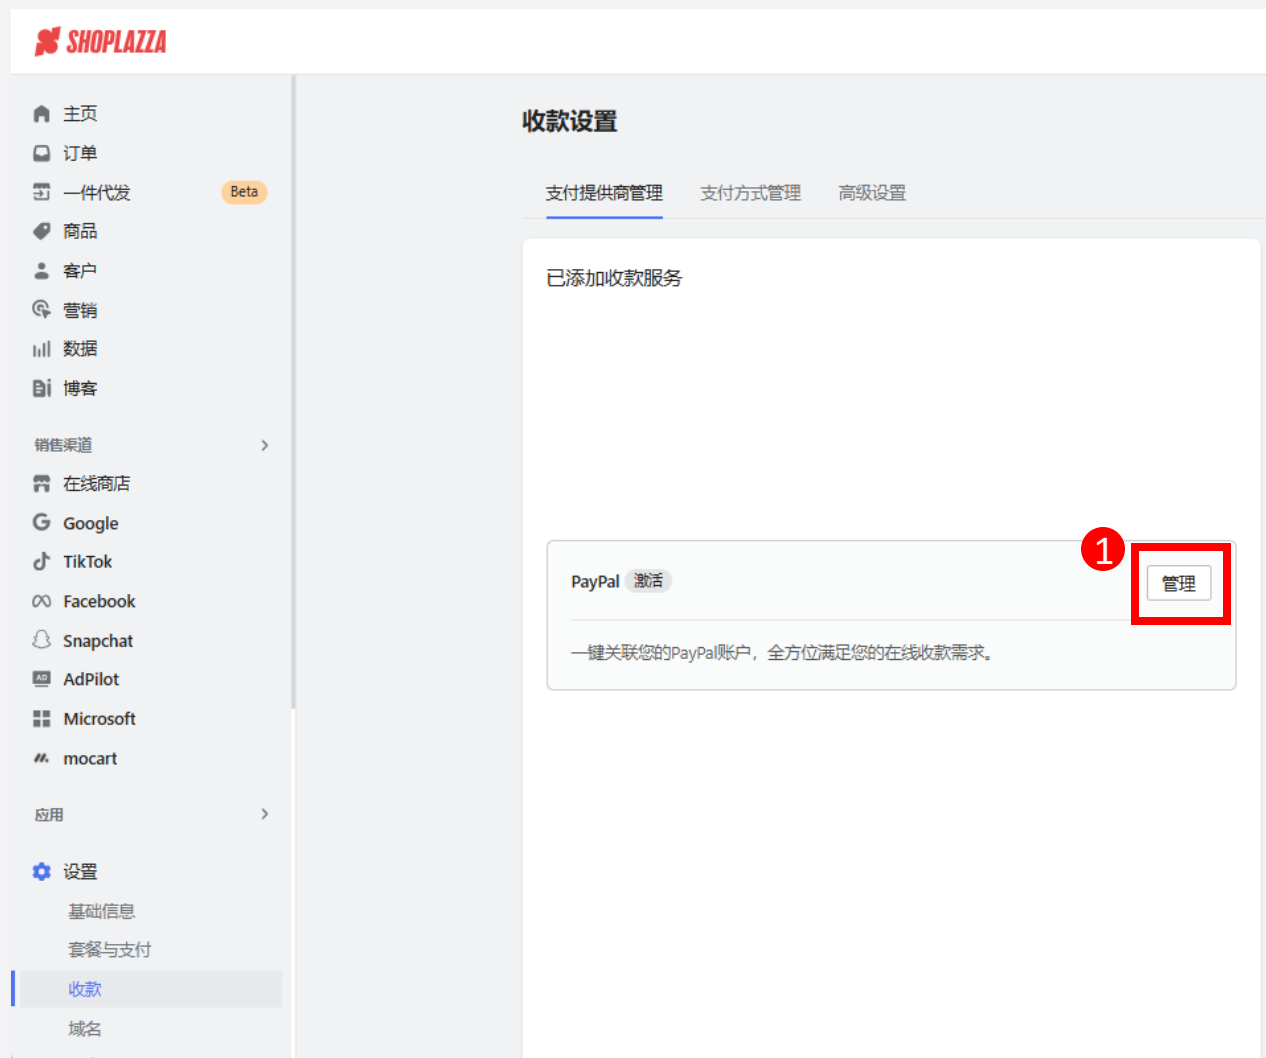 SHOPLAZZA
主页
订单
一件代发 Beta
商品
客户
营销
数据
博客
销售渠道
在线商店
Google
TikTok
Facebook
Snapchat
AdPilot
Microsoft
mocart
应用
设置
基础信息
套餐与支付
收款
域名
收款设置
支付提供商管理 支付方式管理 高级设置
已添加收款服务
1
PayPal 激活 管理
一键关联您的PayPal账户，全方位满足您的在线收款需求。